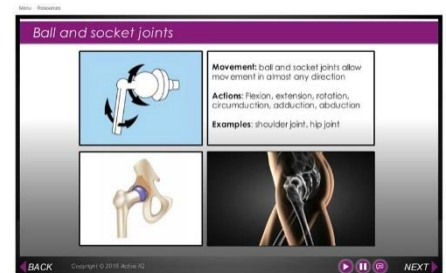 Menu Resources
Ball and socket joints
Movement: ball and socket joints allow
movement in almost any direction
Actions: Flexion, extension, rotation,
circumduction, adduction, abduction
Examples: shoulder joint, hip joint
BACK
Copyright © 2015 Active IQ
NEXT